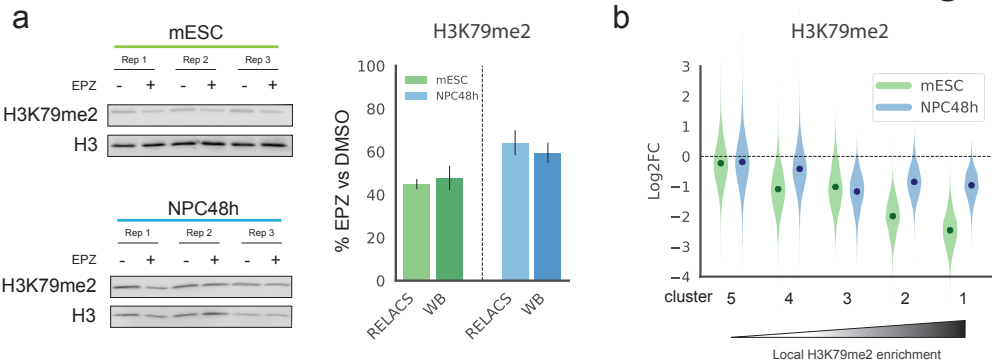 a
mESC
Rep 1 Rep 2 Rep 3
EPZ - + - + - +
H3K79me2
H3
NPC48h
Rep 1 Rep 2 Rep 3
EPZ - + - + - +
H3K79me2
H3
H3K79me2
% EPZ vs DMSO
100
80
60
40
20
0
mESC
NPC48h
RELACS WB RELACS WB
b
H3K79me2
Log2FC
3
2
1
0
−1
−2
−3
−4
mESC
NPC48h
cluster 5 4 3 2 1
Local H3K79me2 enrichment